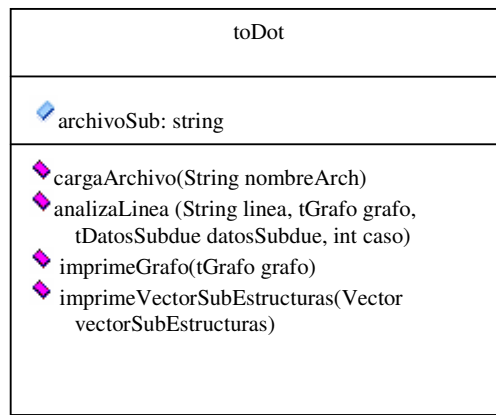 toDot
archivoSub: string
cargaArchivo(String nombreArch)
analizaLinea (String linea, tGrafo grafo,
tDatosSubdue datosSubdue, int caso)
imprimeGrafo(tGrafo grafo)
imprimeVectorSubEstructuras(Vector
vectorSubEstructuras)